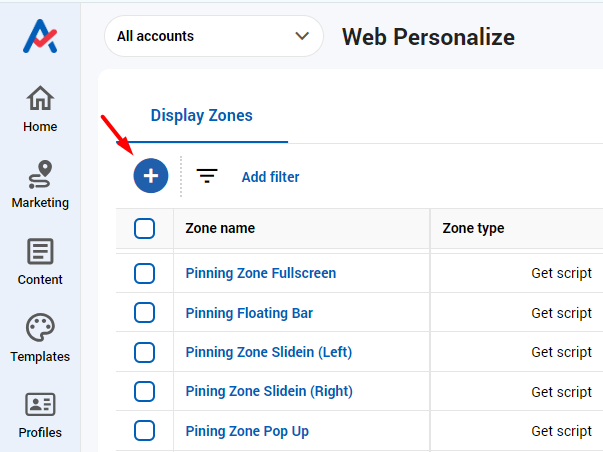 All accounts
Web Personalize
Home
Display Zones
Marketing
Add filter
Zone name Zone type
Content
Pinning Zone Fullscreen Get script
Pinning Floating Bar Get script
Templates
Pinning Zone Slidein (Left) Get script
Pining Zone Slidein (Right) Get script
Profiles
Pining Zone Pop Up Get script